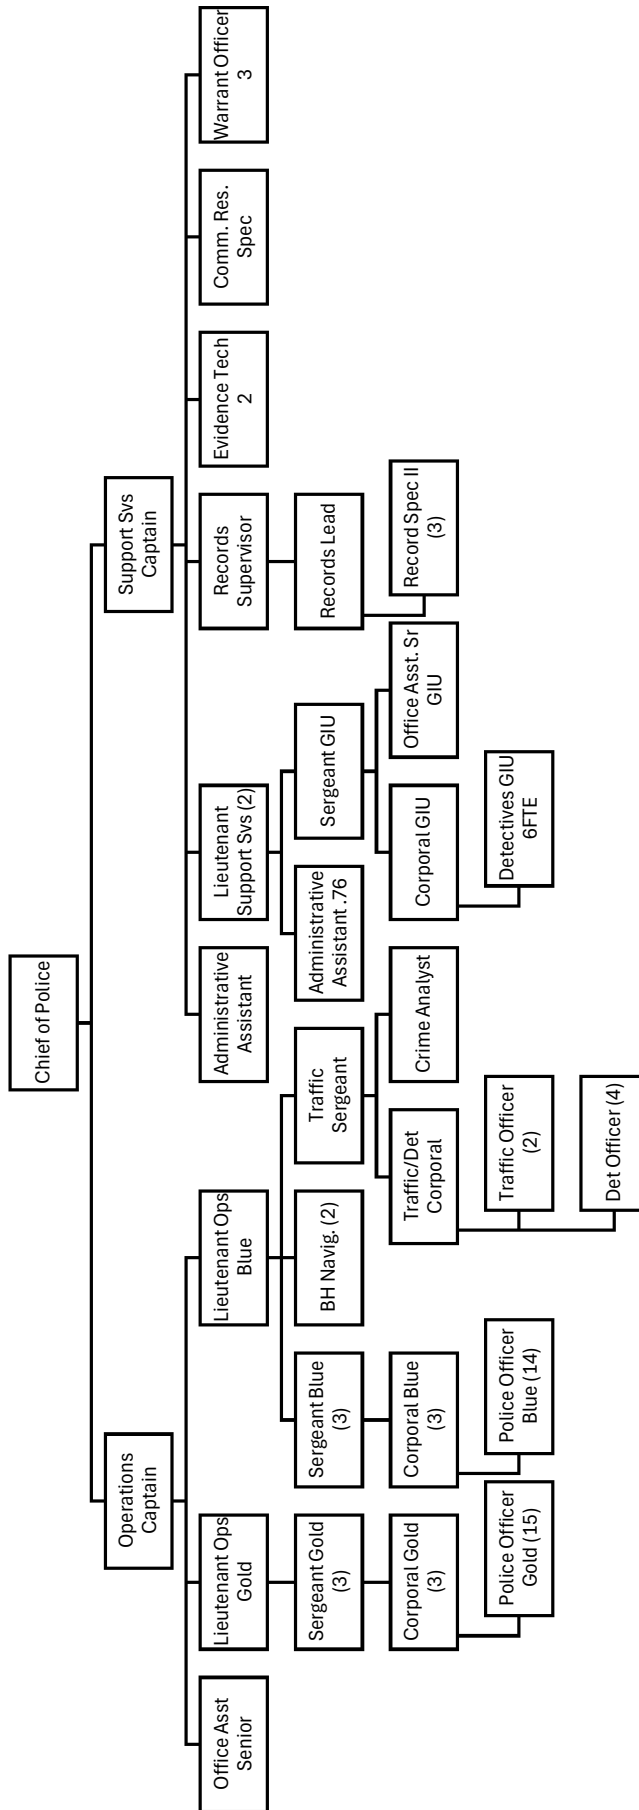 Chief of Police
Operations
Captain
Support Svs
Captain
Office Asst
Senior
Lieutenant Ops
Gold
Lieutenant Ops
Blue
Administrative
Assistant
Lieutenant
Support Svs (2)
Records
Supervisor
Evidence Tech
2
Comm. Res.
Spec
Warrant Officer
3
Sergeant Gold
(3)
Sergeant Blue
(3)
BH Navig. (2)
Traffic
Sergeant
Administrative
Assistant .76
Sergeant GIU
Records Lead
Corporal Gold
(3)
Corporal Blue
(3)
Traffic/Det
Corporal
Crime Analyst
Corporal GIU
Office Asst. Sr
GIU
Record Spec II
(3)
Police Officer
Gold (15)
Police Officer
Blue (14)
Traffic Officer
(2)
Detectives GIU
6FTE
Det Officer (4)